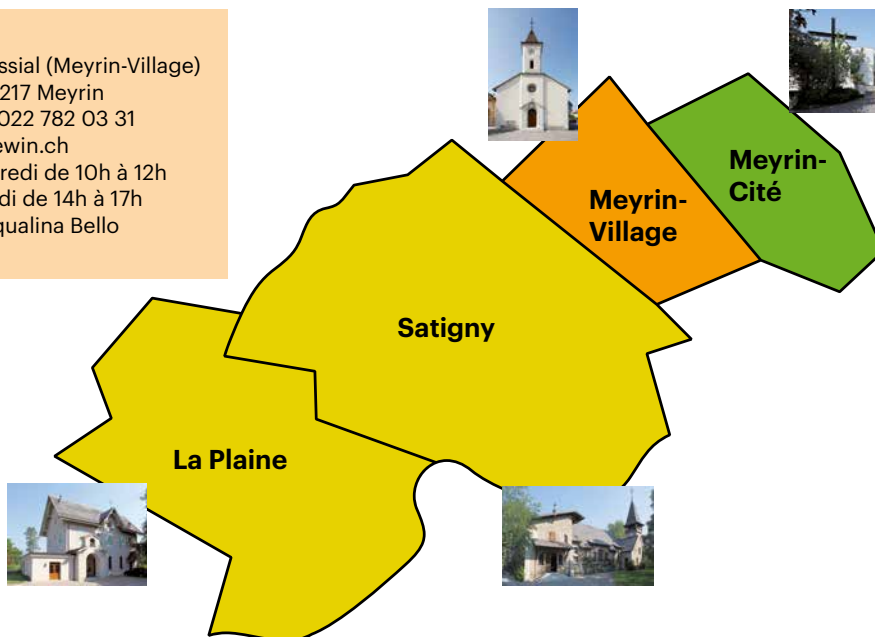 ssial (Meyrin-Village)
217 Meyrin
022 782 03 31
ewin.ch
redi de 10h à 12h
di de 14h à 17h
qualina Bello
Meyrin-
Cité
Meyrin-
Village
Satigny
La Plaine